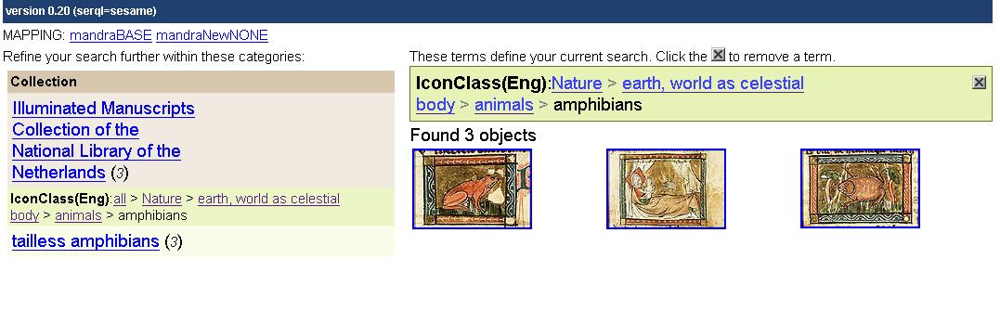 version 0.20 (serql=sesame)
MAPPING: mandraBASE mandraNewNONE
Refine your search further within these categories:
Collection
Illuminated Manuscripts
Collection of the
National Library of the
Netherlands (3)
IconClass(Eng):all > Nature > earth, world as celestial
body > animals > amphibians
tailless amphibians (3)
These terms define your current search. Click the to remove a term.
IconClass(Eng):Nature > earth, world as celestial
body > animals > amphibians
Found 3 objects